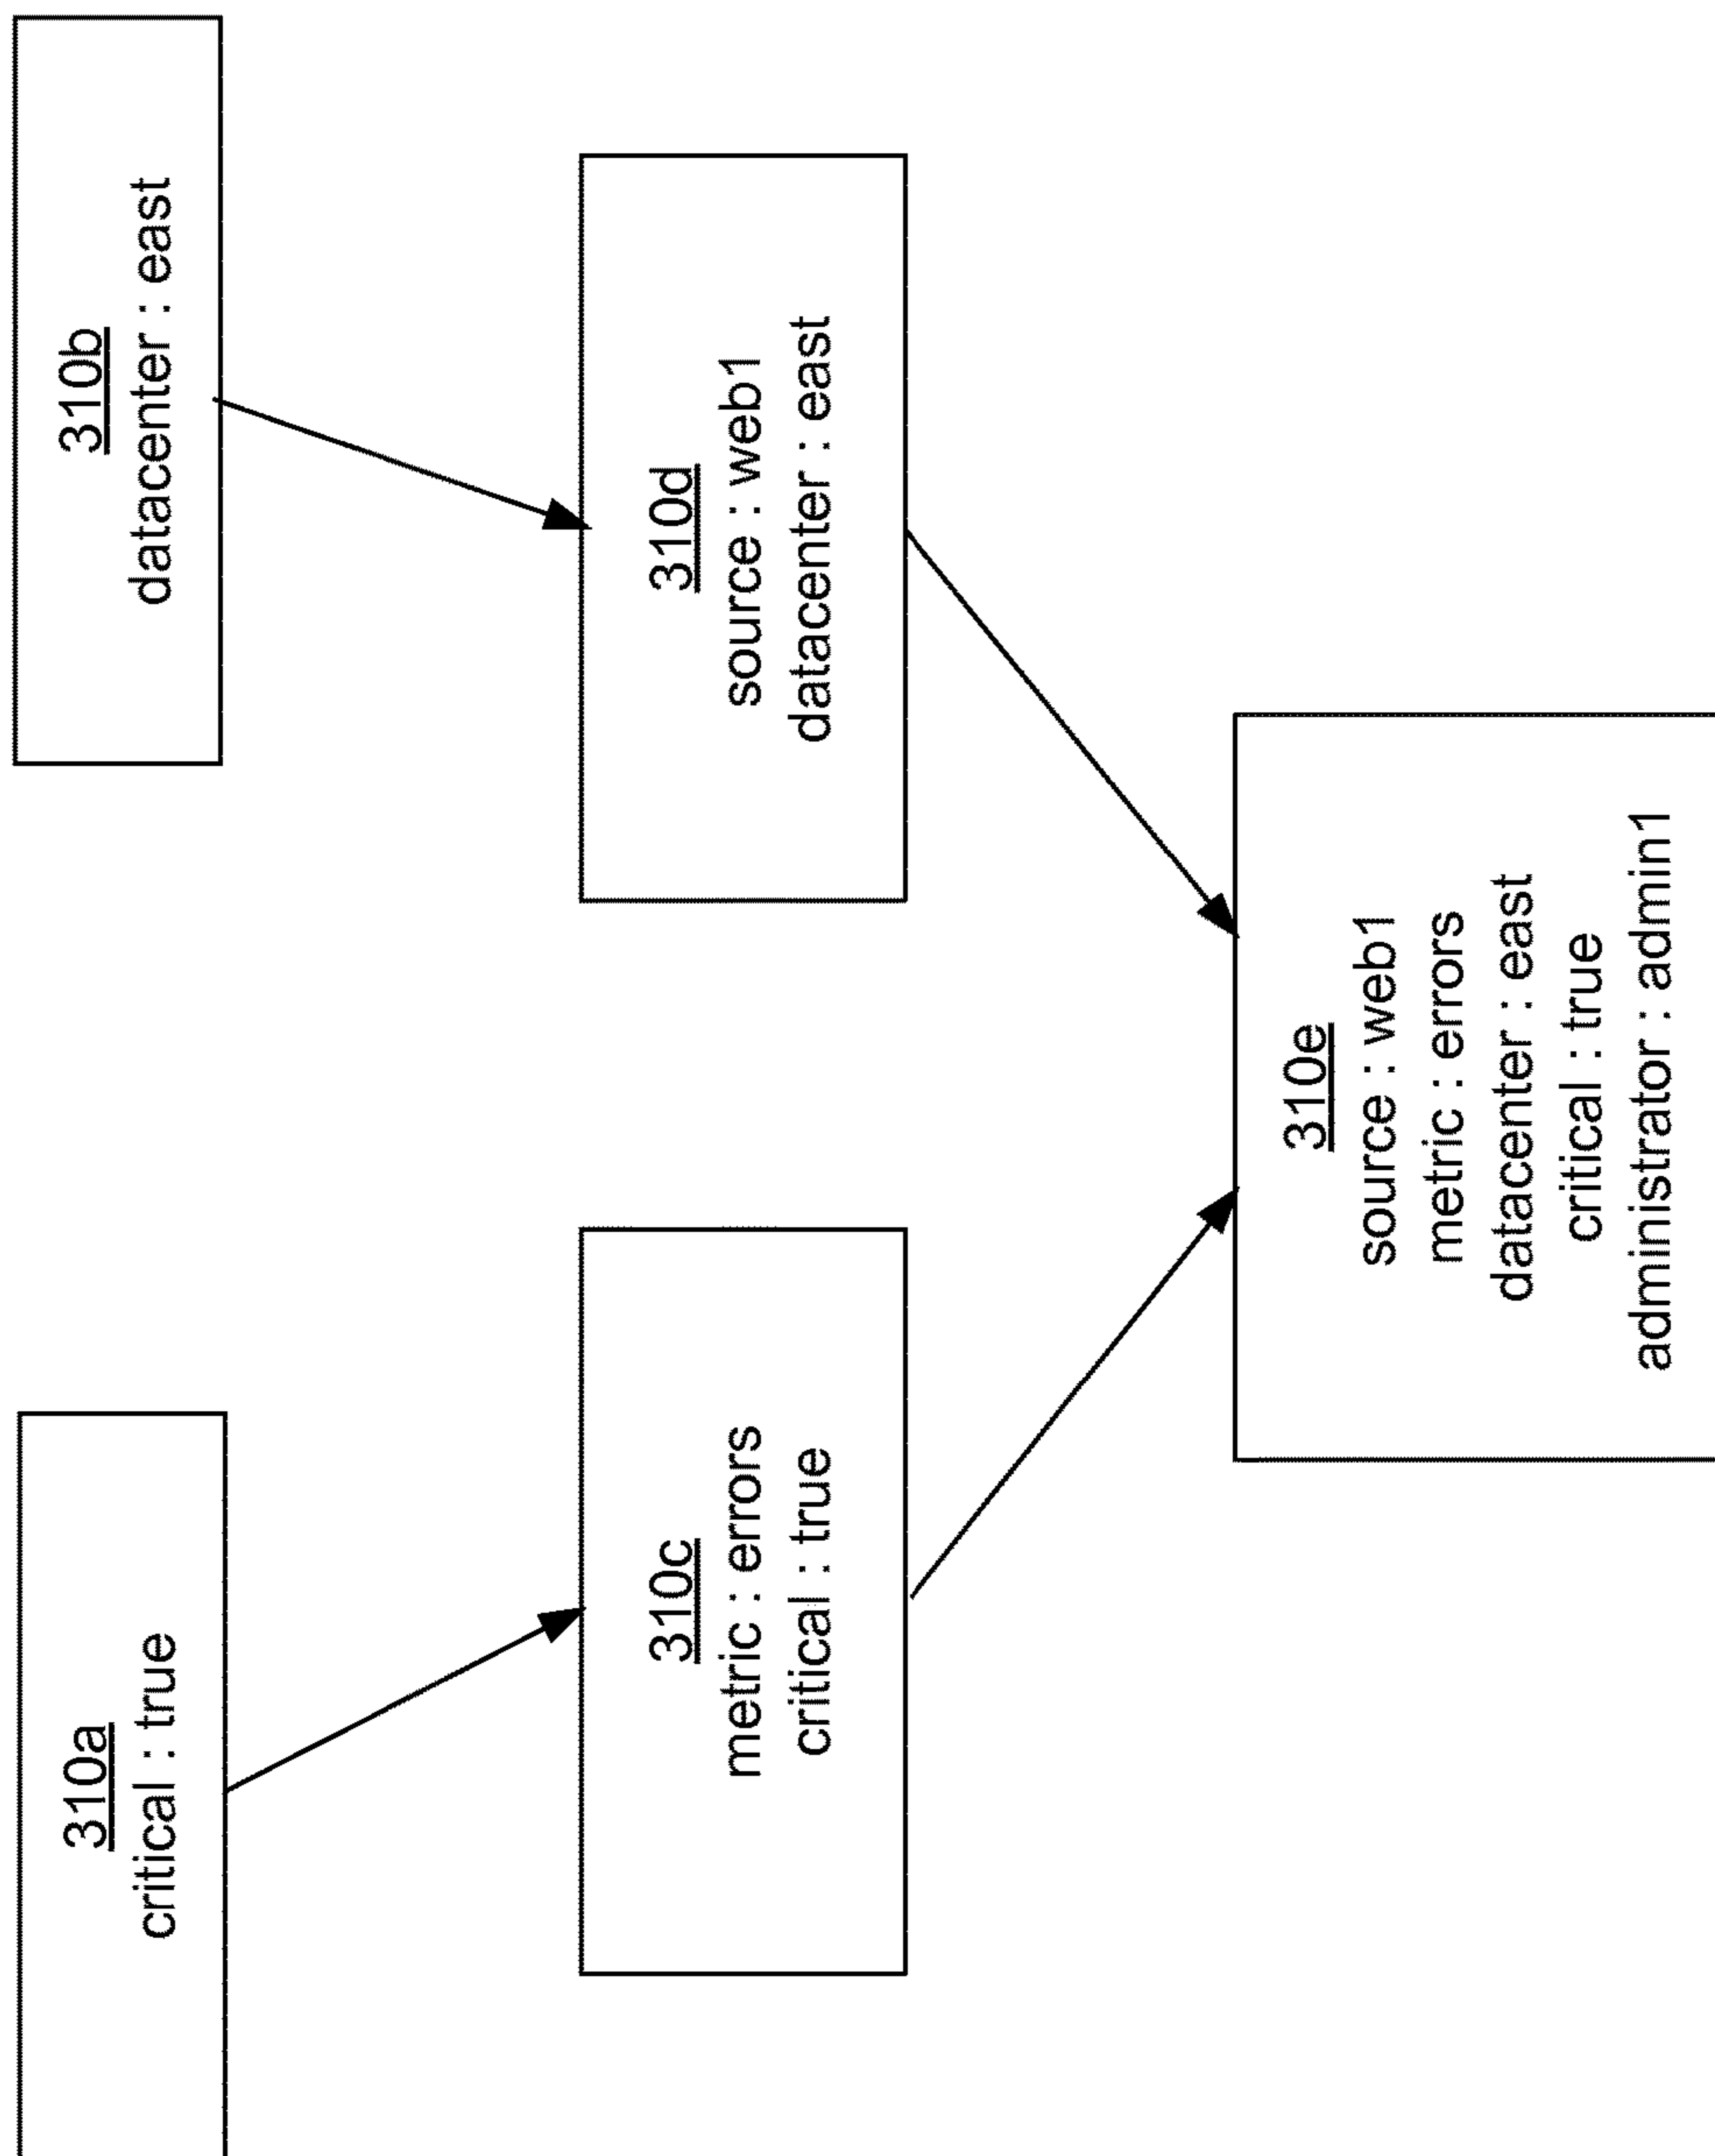 310a
critical : true
310b
datacenter : east
310c
metric : errors
critical : true
310d
source : web1
datacenter : east
310e
source : web1
metric : errors
datacenter : east
critical : true
administrator : admin1